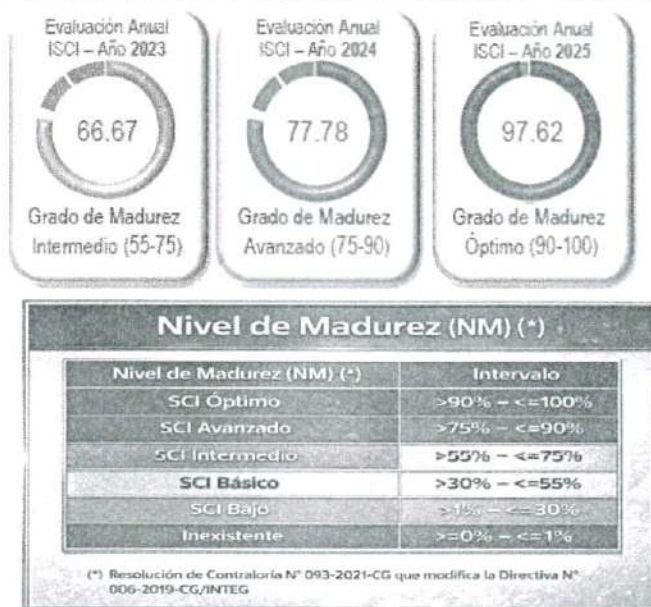 Evaluación Anual
ISCI – Año 2023
66.67
Grado de Madurez
Intermedio (55-75)
Evaluación Anual
ISCI – Año 2024
77.78
Grado de Madurez
Avanzado (75-90)
Evaluación Anual
ISCI – Año 2025
97.62
Grado de Madurez
Óptimo (90-100)
Nivel de Madurez (NM) (*)
Nivel de Madurez (NM) (*) Intervalo
SCI Óptimo >90% – <=100%
SCI Avanzado >75% – <=90%
SCI Intermedio >55% – <=75%
SCI Básico >30% – <=55%
SCI Bajo >1% – <=30%
Inexistente >=0% – <=1%
(*) Resolución de Contraloría N° 093-2021-CG que modifica la Directiva N°
006-2019-CG/INTEG